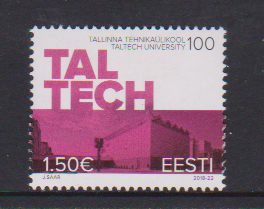 TALLINNA TEHNIKAÜLIKOOL
TALTECH UNIVERSITY
100
TAL
TECH
1.50€
EESTI
J.SAAR
2018-22